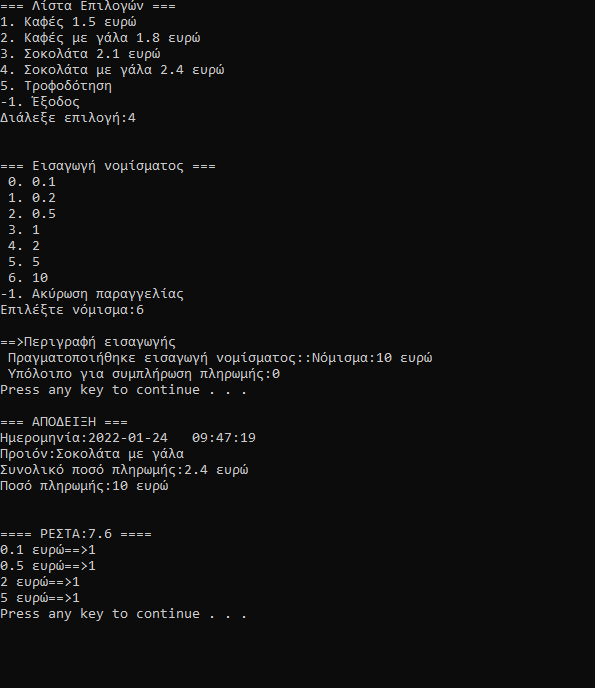 === Λίστα Επιλογών ===
1. Καφές 1.5 ευρώ
2. Καφές με γάλα 1.8 ευρώ
3. Σοκολάτα 2.1 ευρώ
4. Σοκολάτα με γάλα 2.4 ευρώ
5. Τροφοδότηση
-1. Έξοδος
Διάλεξε επιλογή:4
=== Εισαγωγή νομίσματος ===
0. 0.1
1. 0.2
2. 0.5
3. 1
4. 2
5. 5
6. 10
-1. Ακύρωση παραγγελίας
Επιλέξτε νόμισμα:6
==>Περιγραφή εισαγωγής
Πραγματοποιήθηκε εισαγωγή νομίσματος::Νόμισμα:10 ευρώ
Υπόλοιπο για συμπλήρωση πληρωμής:0
Press any key to continue . . .
=== ΑΠΟΔΕΙΞΗ ===
Ημερομηνία:2022-01-24   09:47:19
Προιόν:Σοκολάτα με γάλα
Συνολικό ποσό πληρωμής:2.4 ευρώ
Ποσό πληρωμής:10 ευρώ
==== ΡΕΣΤΑ:7.6 ====
0.1 ευρώ==>1
0.5 ευρώ==>1
2 ευρώ==>1
5 ευρώ==>1
Press any key to continue . . .